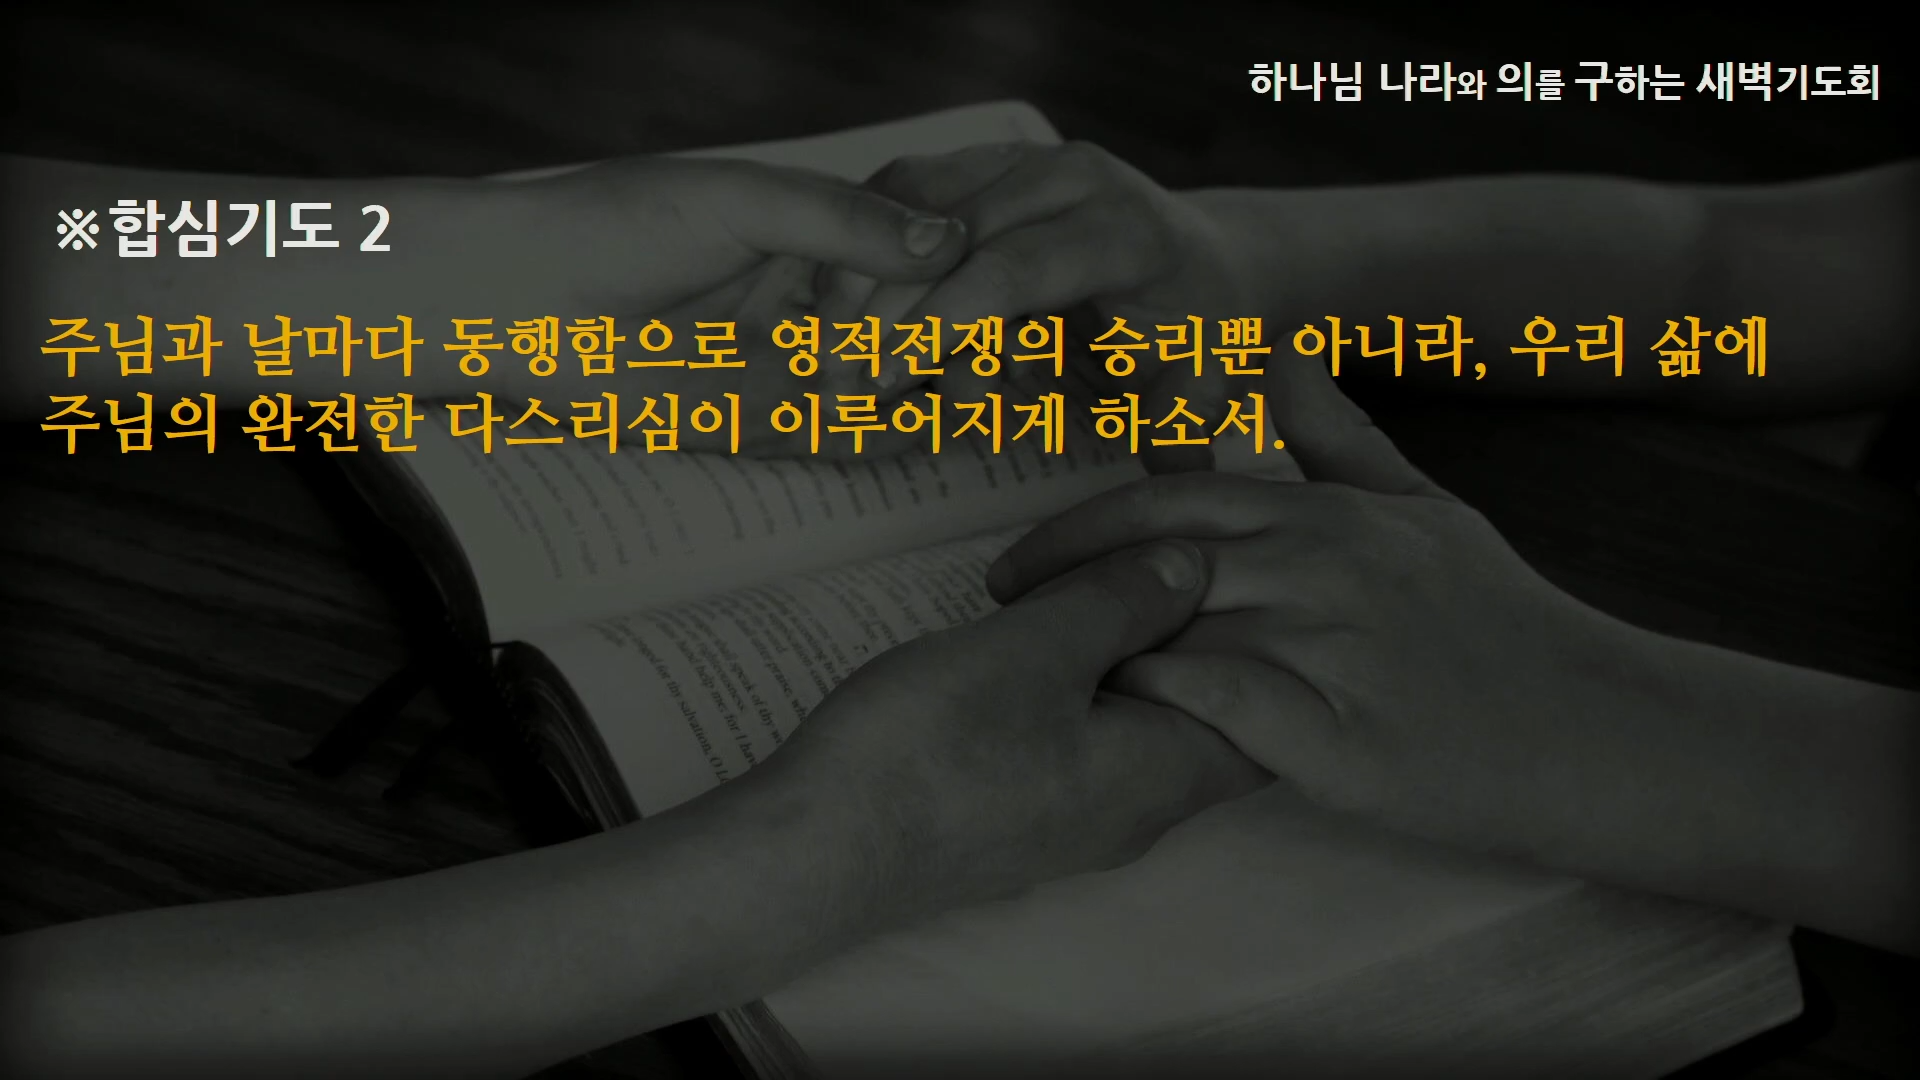 하나님 나라와 의를 구하는 새벽기도회
※합심기도 2
주님과 날마다 동행함으로 영적전쟁의 승리뿐 아니라, 우리 삶에
주님의 완전한 다스리심이 이루어지게 하소서.